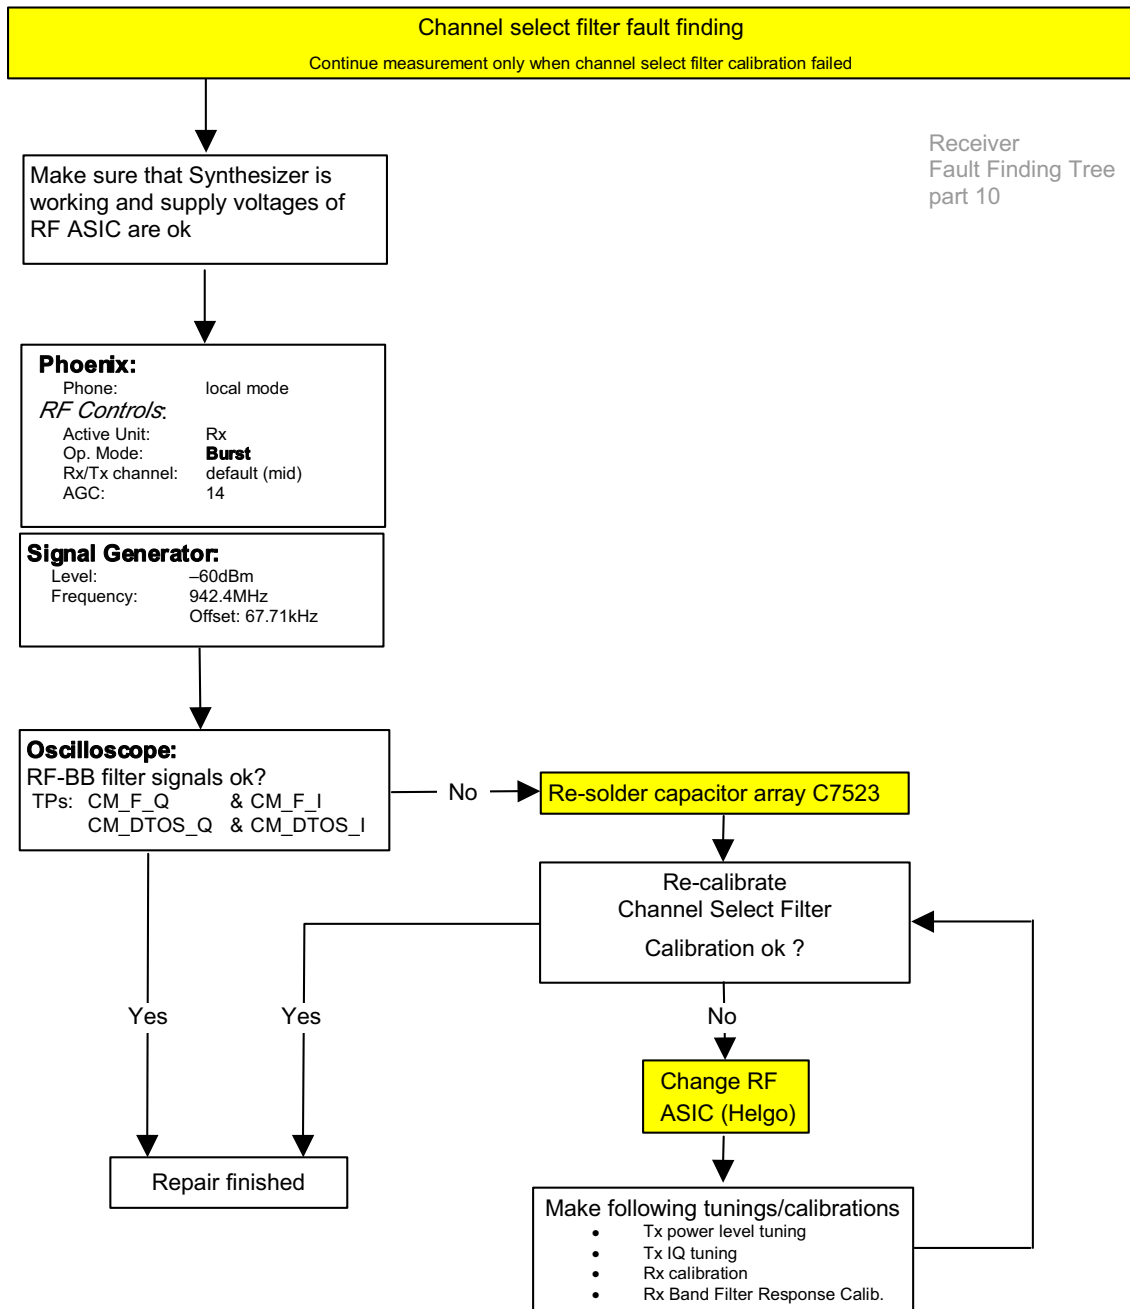 Channel select filter fault finding
Continue measurement only when channel select filter calibration failed
Receiver
Fault Finding Tree
part 10
Make sure that Synthesizer is
working and supply voltages of
RF ASIC are ok
Phoenix:
Phone: local mode
RF Controls:
Active Unit: Rx
Op. Mode: Burst
Rx/Tx channel: default (mid)
AGC: 14
Signal Generator:
Level: –60dBm
Frequency: 942.4MHz
Offset: 67.71kHz
Oscilloscope:
RF-BB filter signals ok?
TPs: CM_F_Q & CM_F_I
CM_DTOS_Q & CM_DTOS_I
No
Re-solder capacitor array C7523
Re-calibrate
Channel Select Filter
Calibration ok ?
Yes
Yes
No
Change RF
ASIC (Helgo)
Repair finished
Make following tunings/calibrations
• Tx power level tuning
• Tx IQ tuning
• Rx calibration
• Rx Band Filter Response Calib.